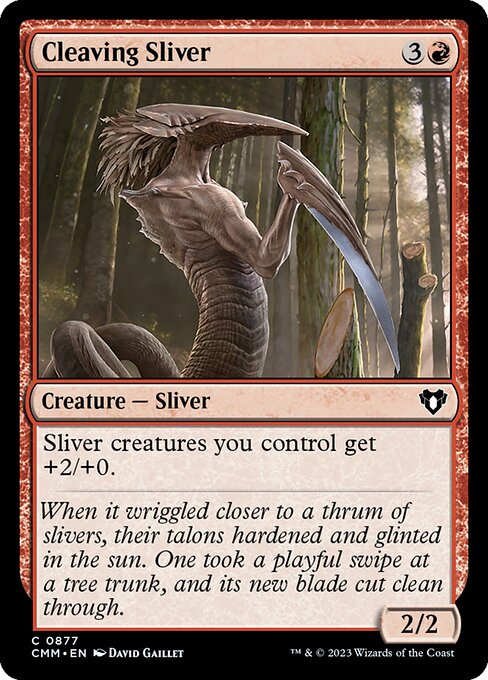 Cleaving Sliver 3
Creature — Sliver
Sliver creatures you control get
+2/+0.
When it wriggled closer to a thrum of
slivers, their talons hardened and glinted
in the sun. One took a playful swipe at
a tree trunk, and its new blade cut clean
through.
2/2
C 0877
CMM • EN David Gaillet
™ & © 2023 Wizards of the Coast